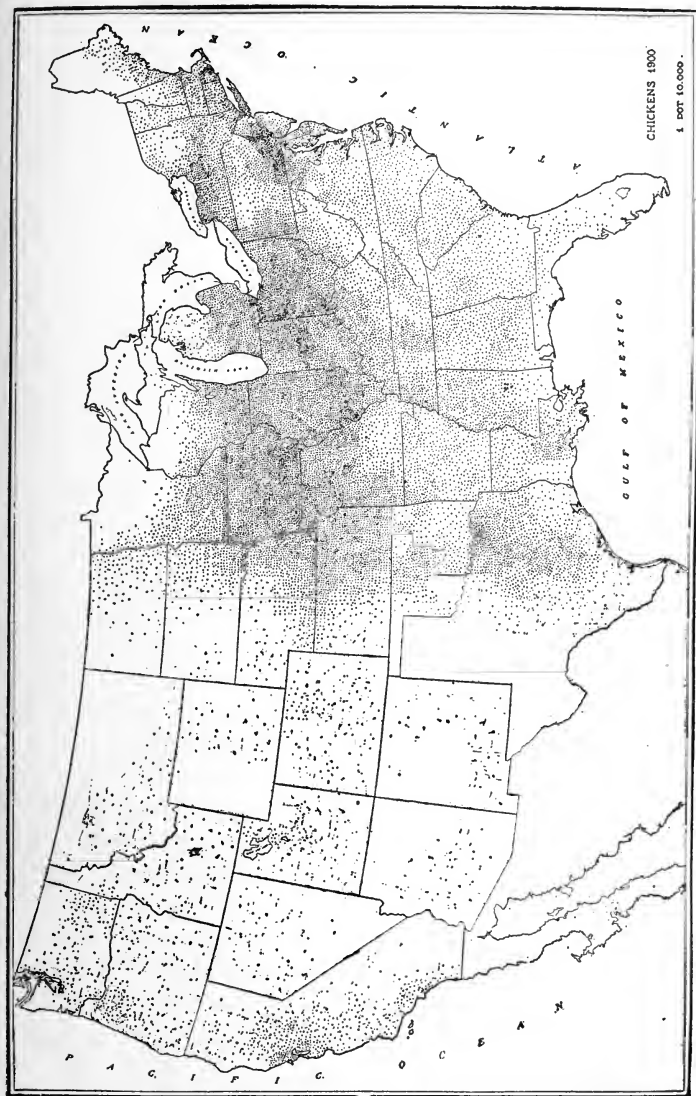 CHICKENS 1900
1 DOT 10,000.
ATLANTIC OCEAN
GULF OF MEXICO
PACIFIC OCEAN